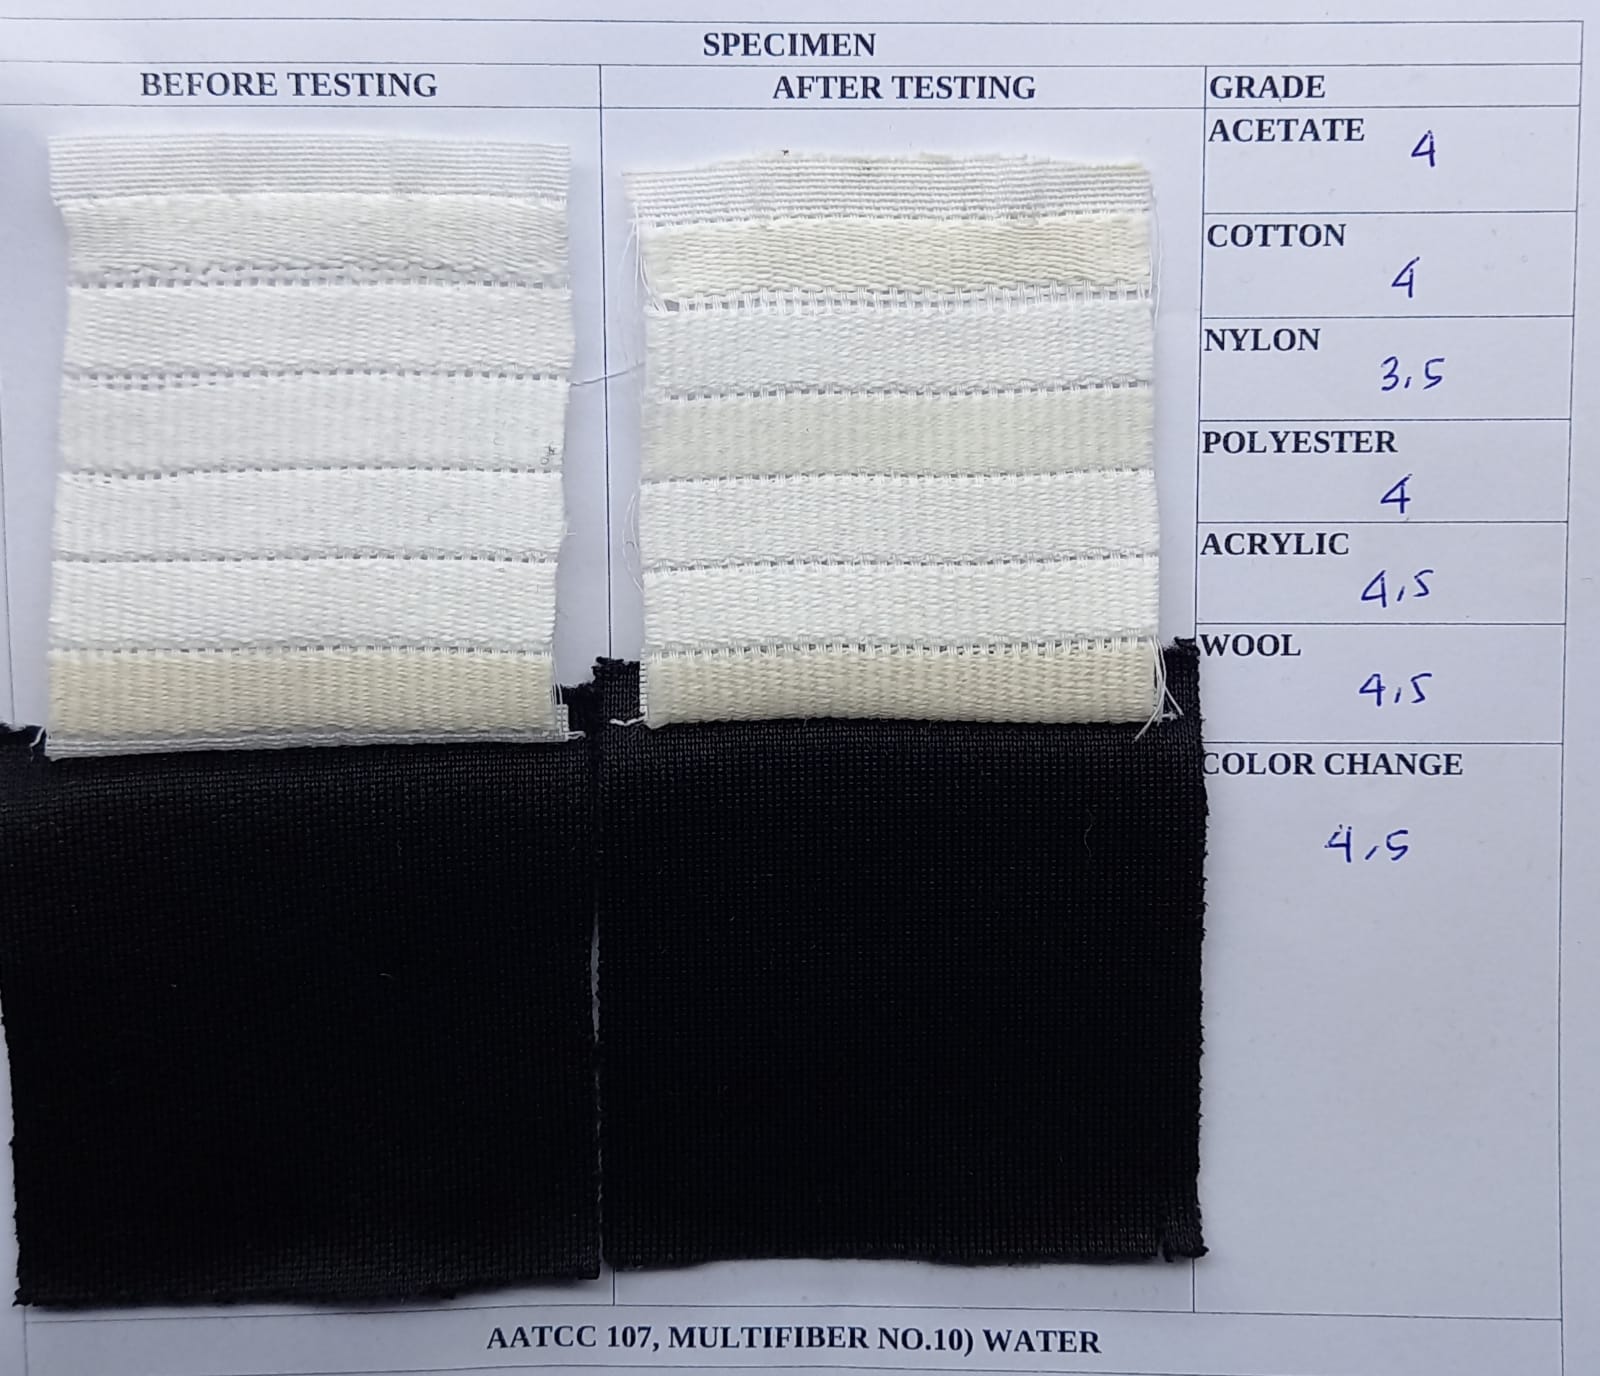 SPECIMEN
BEFORE TESTING
AFTER TESTING
GRADE
ACETATE
4
COTTON
4
NYLON
3,5
POLYESTER
4
ACRYLIC
4,5
WOOL
4,5
COLOR CHANGE
4,5
AATCC 107, MULTIFIBER NO.10) WATER